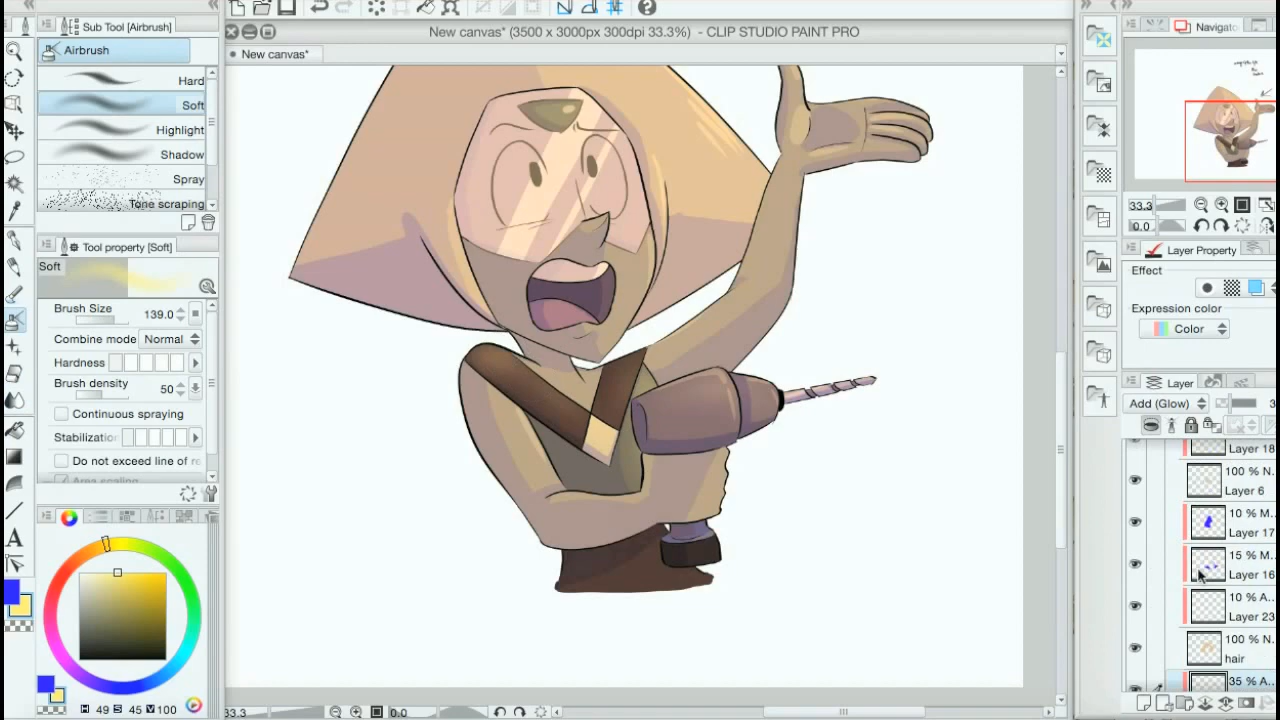 New canvas* (3500 x 3000px 300dpi 33.3%) - CLIP STUDIO PAINT PRO
New canvas*
Sub Tool [Airbrush]
Airbrush
Hard
Soft
Highlight
Shadow
Spray
Tone scraping
Tool property [Soft]
Soft
Brush Size 139.0
Combine mode Normal
Hardness
Brush density 50
Continuous spraying
Stabilizatio
Do not exceed line of re
H 49 S 45 V 100
33.3 0.0
Navigato
33.3
0.0
Layer Property
Effect
Expression color
Color
Layer
Add (Glow) 3
Layer 18
100 % N.
Layer 6
10 % M.
Layer 17
15 % M..
Layer 16
10 % A..
Layer 23
100 % N.
hair
35 % A..
A